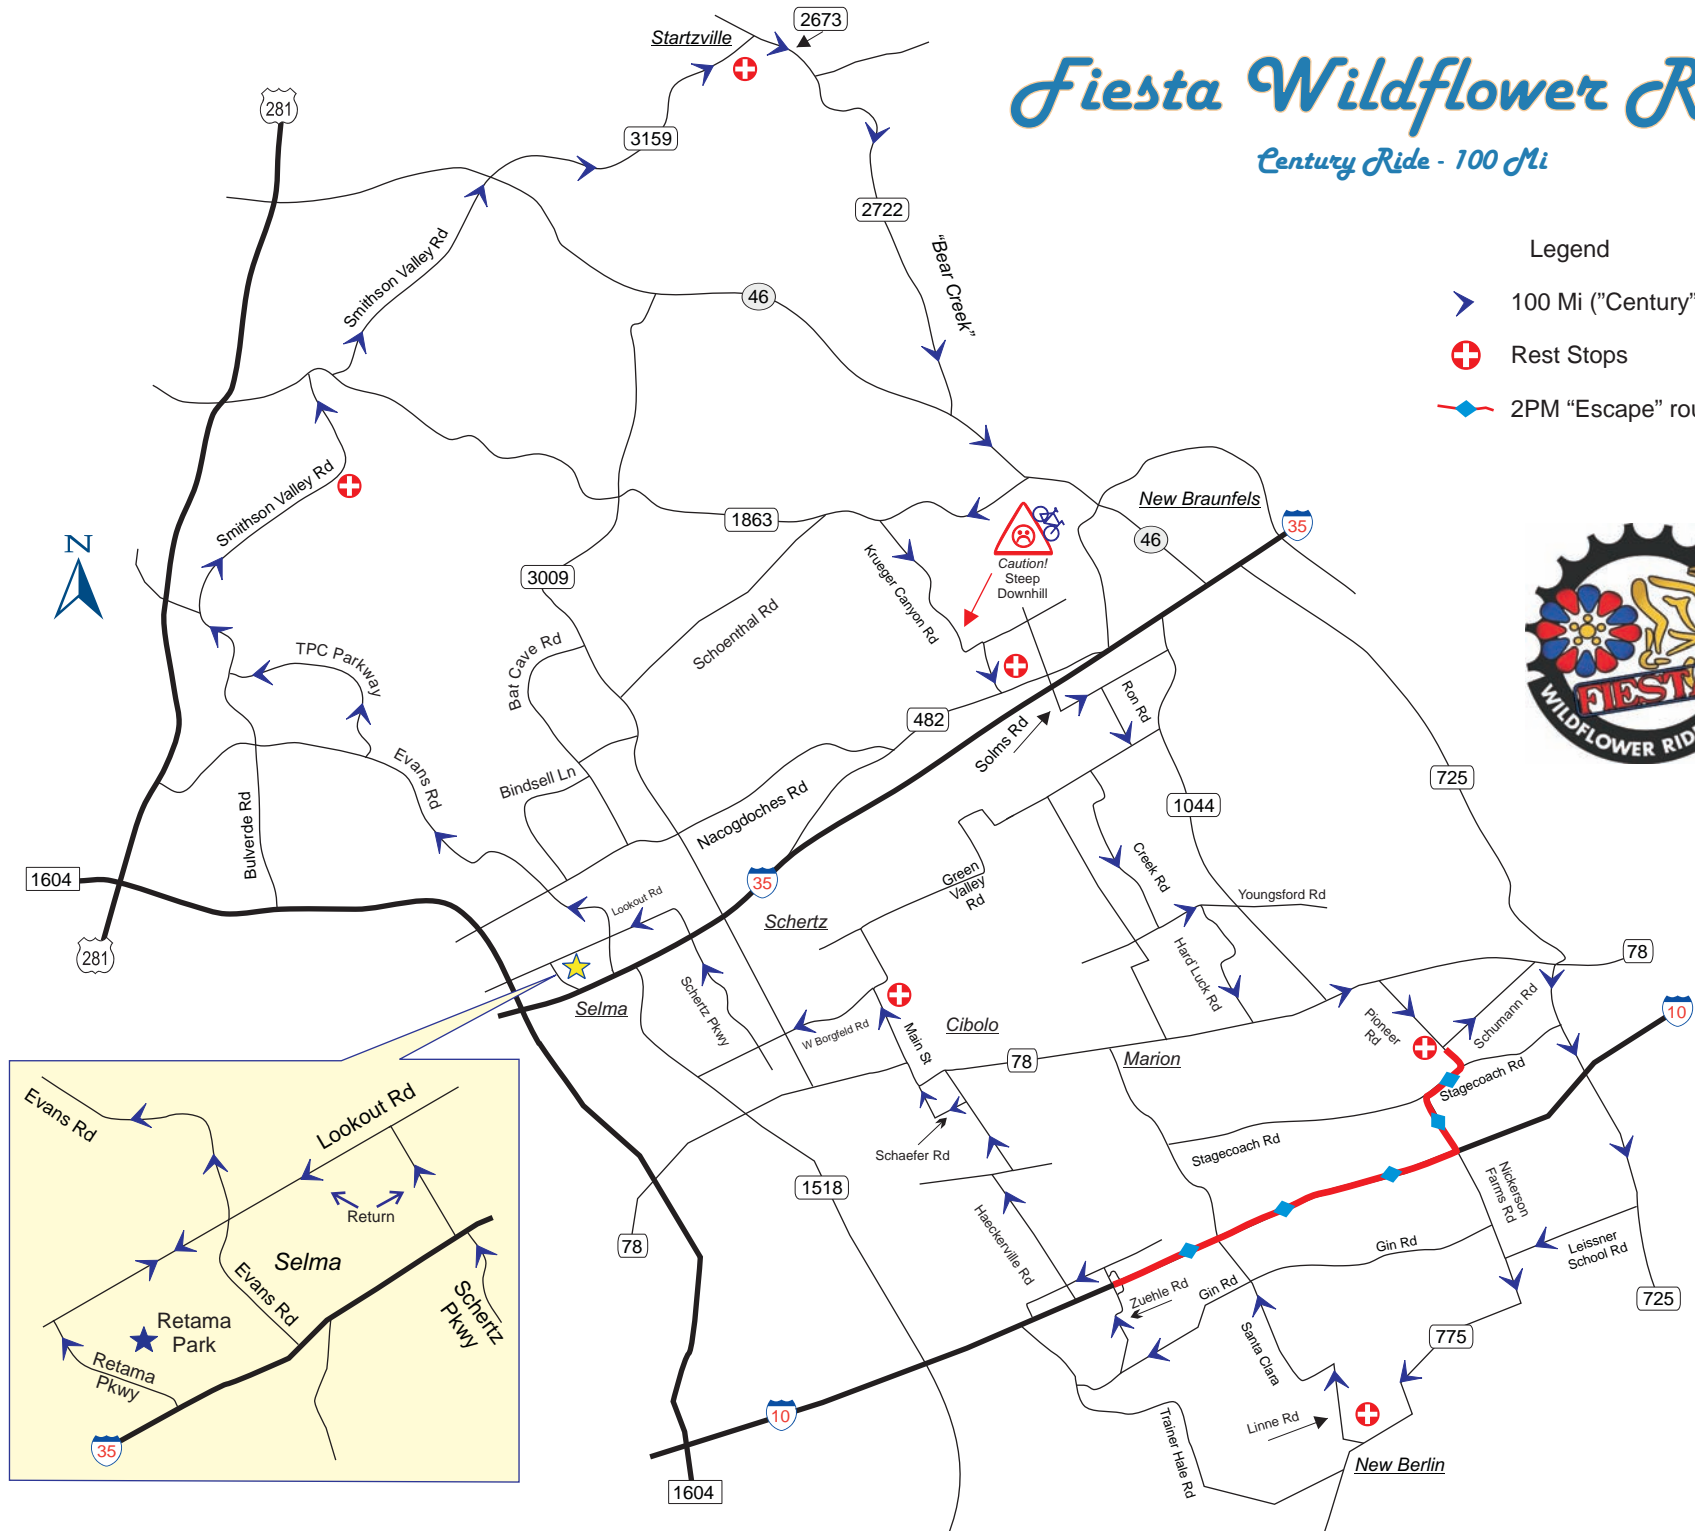 2673
Startzville
Fiesta Wildflower R
Century Ride - 100 Mi
281
3159
2722
"Bear Creek"
Legend
100 Mi ("Century"
Rest Stops
2PM "Escape" rou
Smithson Valley Rd
46
New Braunfels
35
Smithson Valley Rd
1863
46
N
Caution!
Steep
Downhill
Krueger Canyon Rd
3009
Schoenthal Rd
Bat Cave Rd
TPC Parkway
FIESTA
WILDFLOWER RID
482
Ron Rd
Solms Rd
Evans Rd
Bindsell Ln
Nacogdoches Rd
725
1044
Bulverde Rd
1604
35
Green
Valley
Rd
Creek Rd
Youngsford Rd
Lookout Rd
Schertz
281
Hard Luck Rd
78
Selma
Schertz Pkwy
W Borgfeld Rd
Main St
Cibolo
Pioneer
Rd
Schumann Rd
10
78
Marion
Stagecoach Rd
Evans Rd
Lookout Rd
Schaefer Rd
Stagecoach Rd
1518
Nickerson
Farms Rd
Return
Haeckerville Rd
78
Gin Rd
Leissner
School Rd
Selma
Evans Rd
Schertz
Pkwy
Zuehle Rd
Gin Rd
725
Retama
Park
Santa Clara
775
Retama
Pkwy
35
10
Linne Rd
Trainer Hale Rd
New Berlin
1604